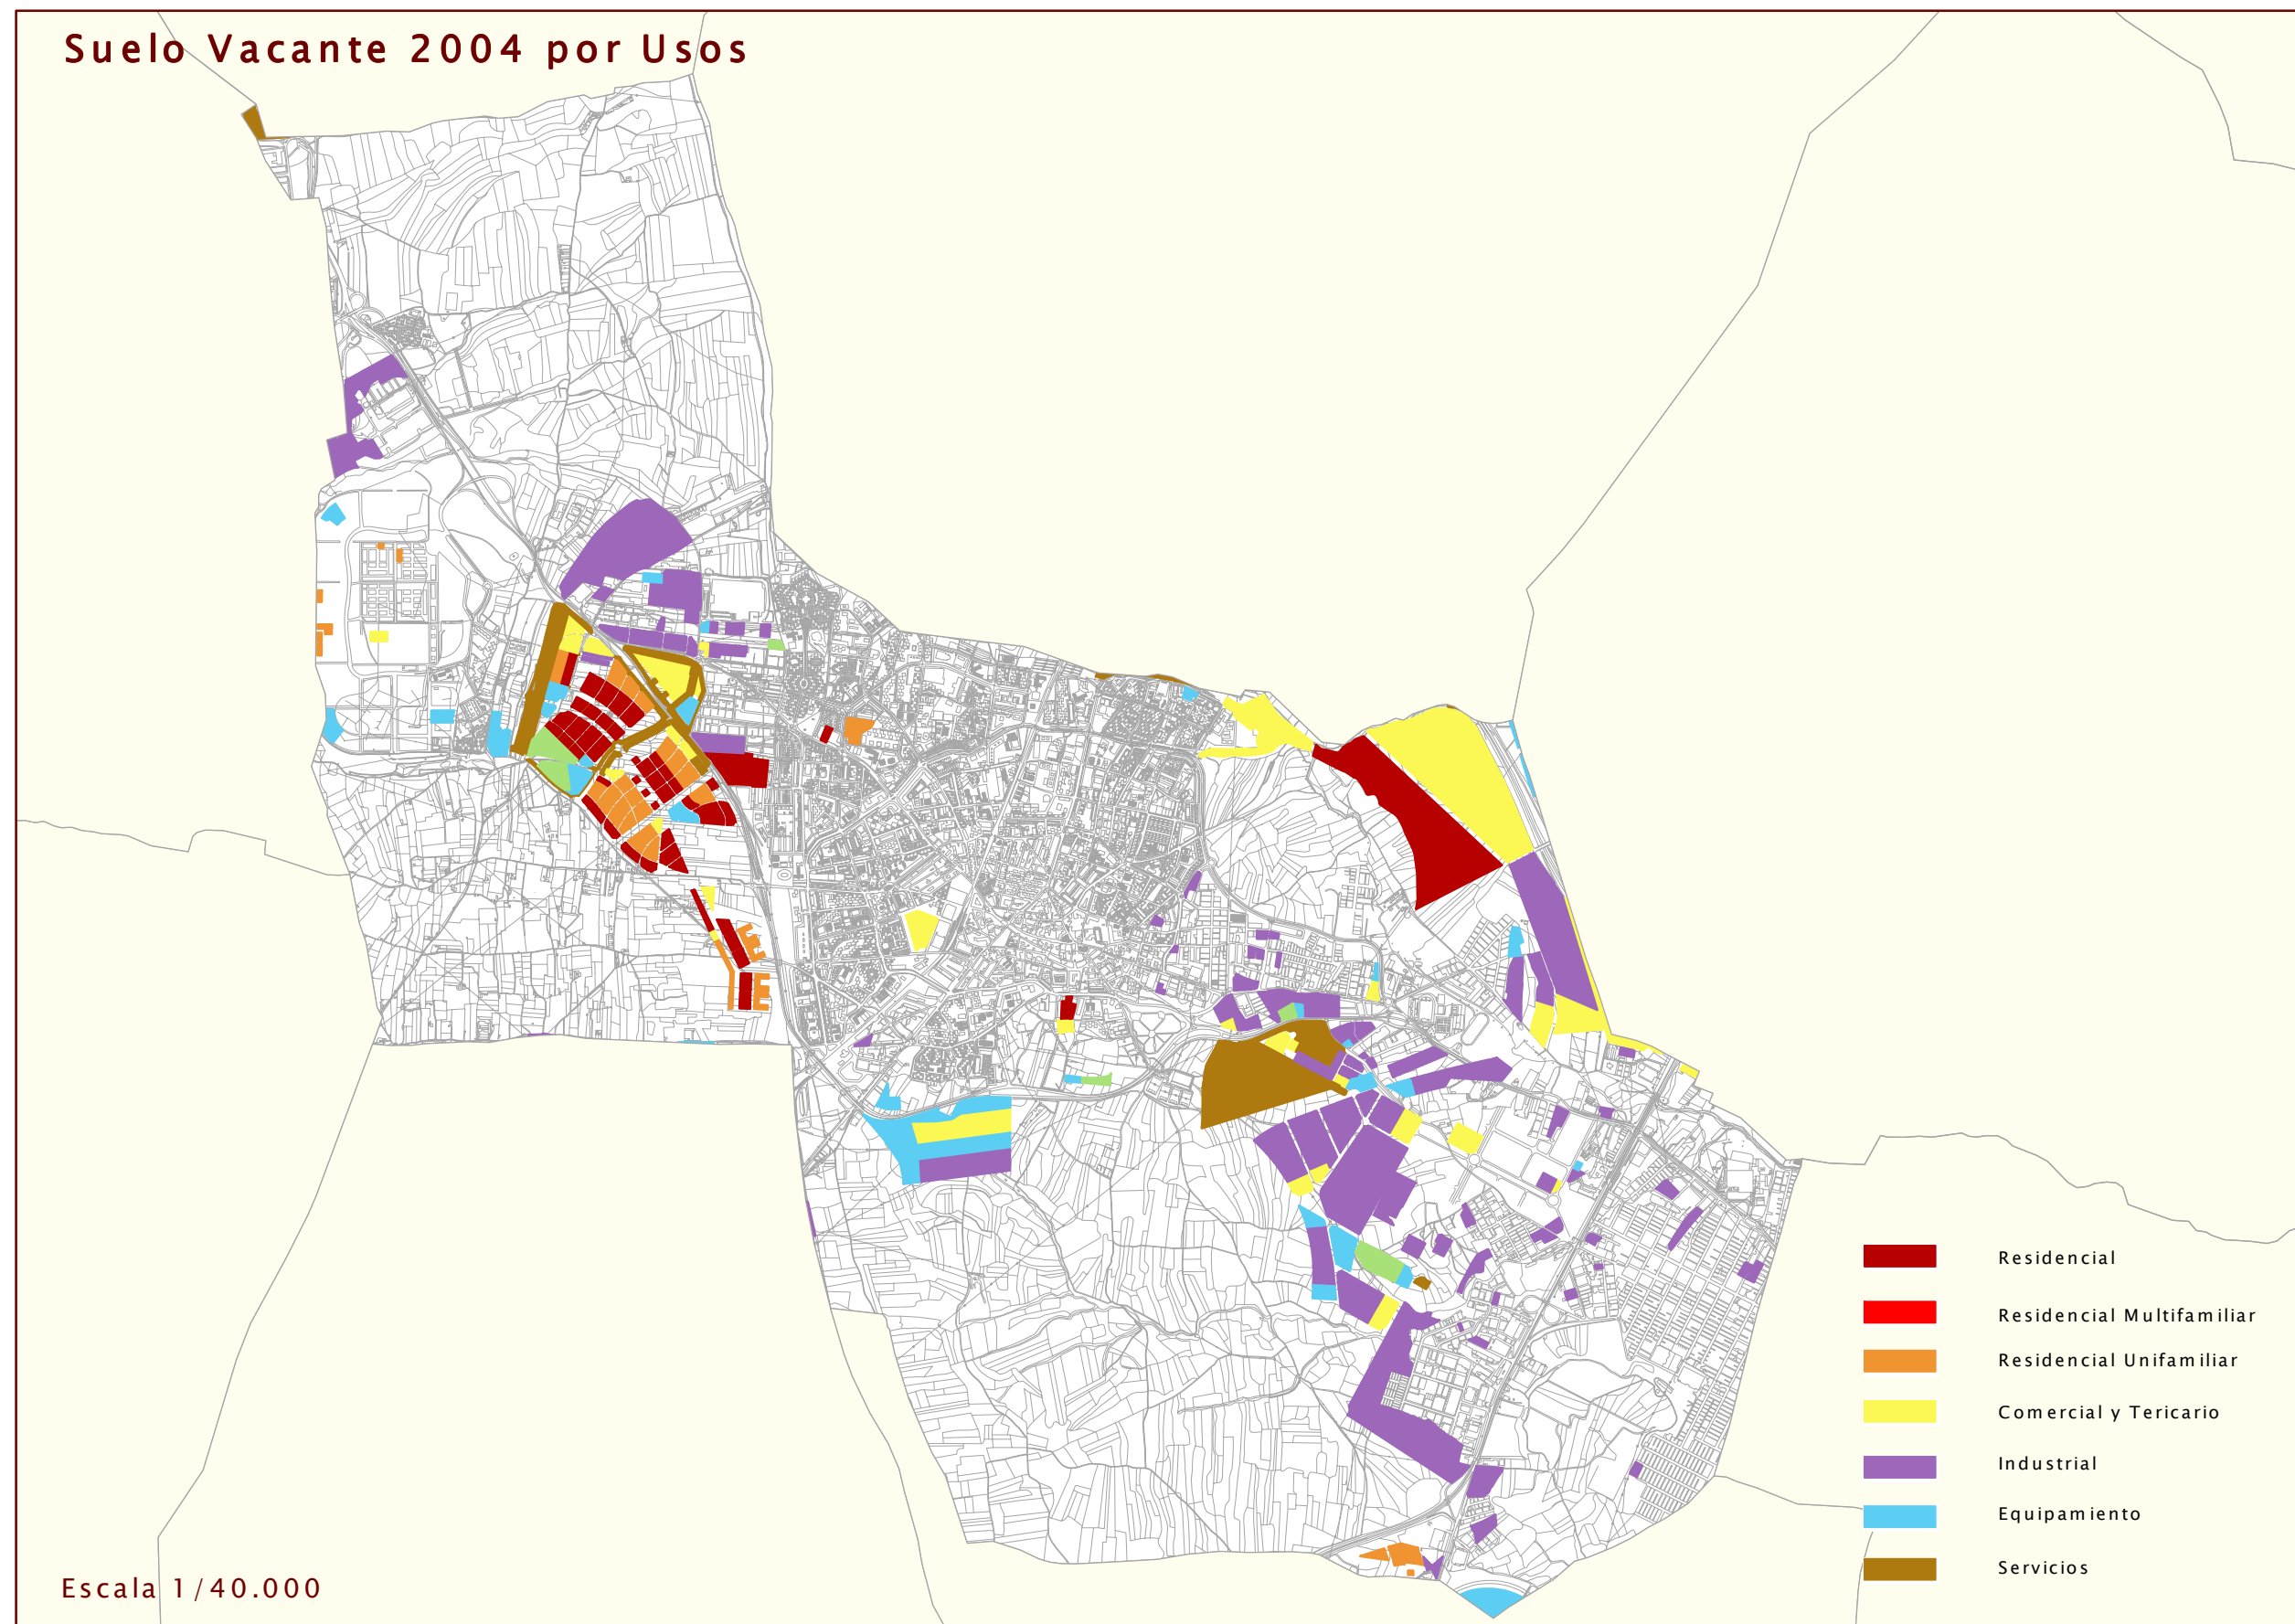 Suelo Vacante 2004 por Usos
Residencial
Residencial Multifamiliar
Residencial Unifamiliar
Comercial y Tericario
Industrial
Equipamiento
Servicios
Escala 1/40.000